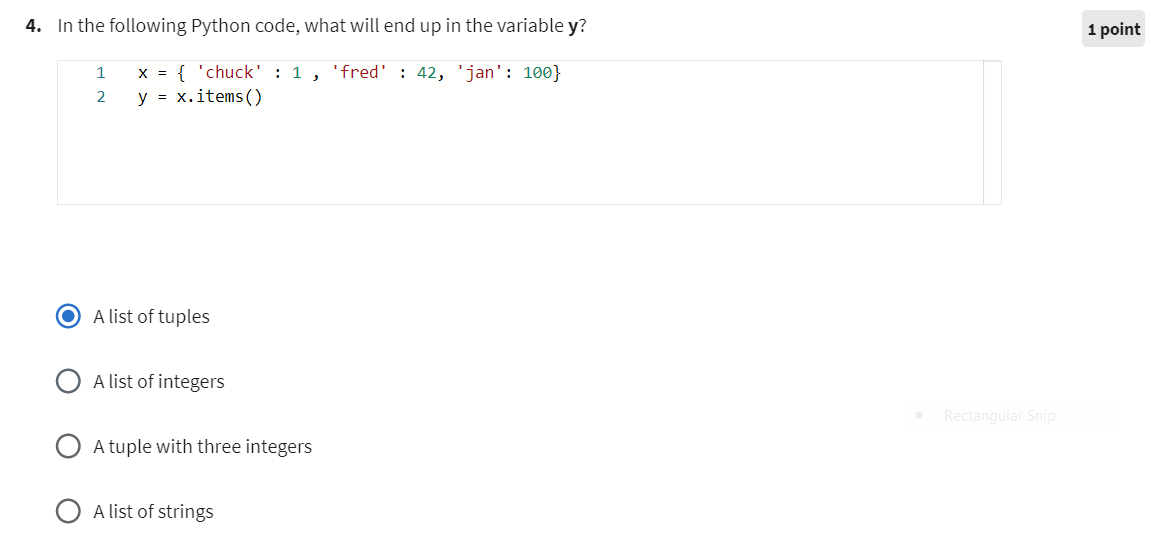 4. In the following Python code, what will end up in the variable y?
1 point
1 x = { 'chuck' : 1 , 'fred' : 42, 'jan': 100}
2 y = x.items()
A list of tuples
A list of integers
Rectangular Snip
A tuple with three integers
A list of strings